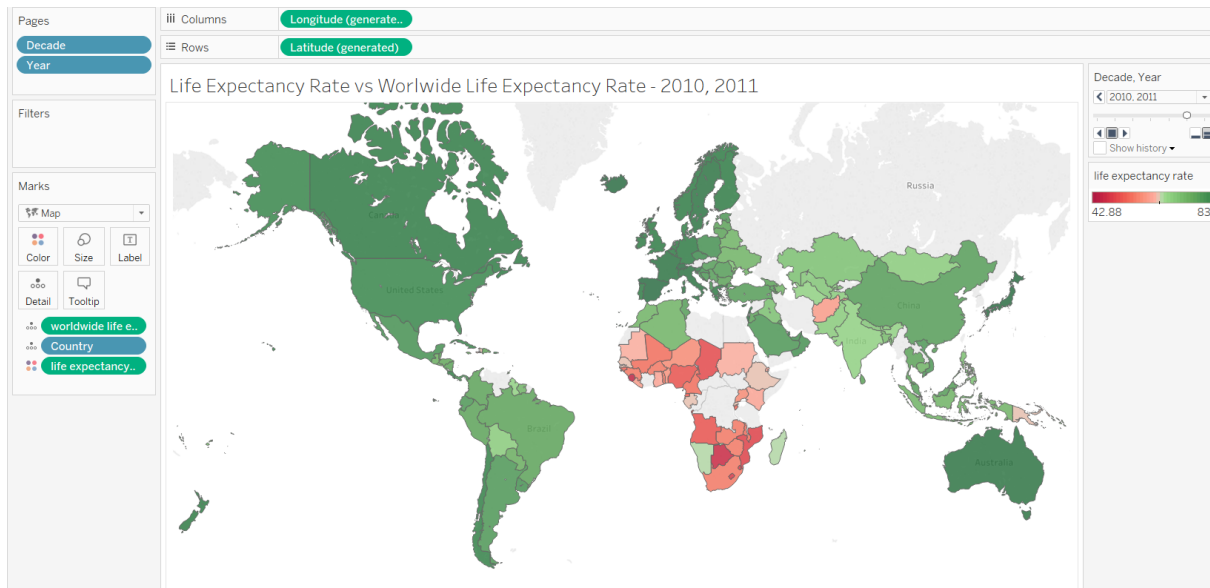 Pages
Decade
Year
Filters
Marks
Map
Color
Size
Label
Detail
Tooltip
worldwide life e..
Country
life expectancy..
Columns
Longitude (generate..
Rows
Latitude (generated)
Life Expectancy Rate vs Worlwide Life Expectancy Rate - 2010, 2011
Canada
United States
Brazil
Russia
China
India
Australia
Decade, Year
2010, 2011
Show history
life expectancy rate
42.88
83